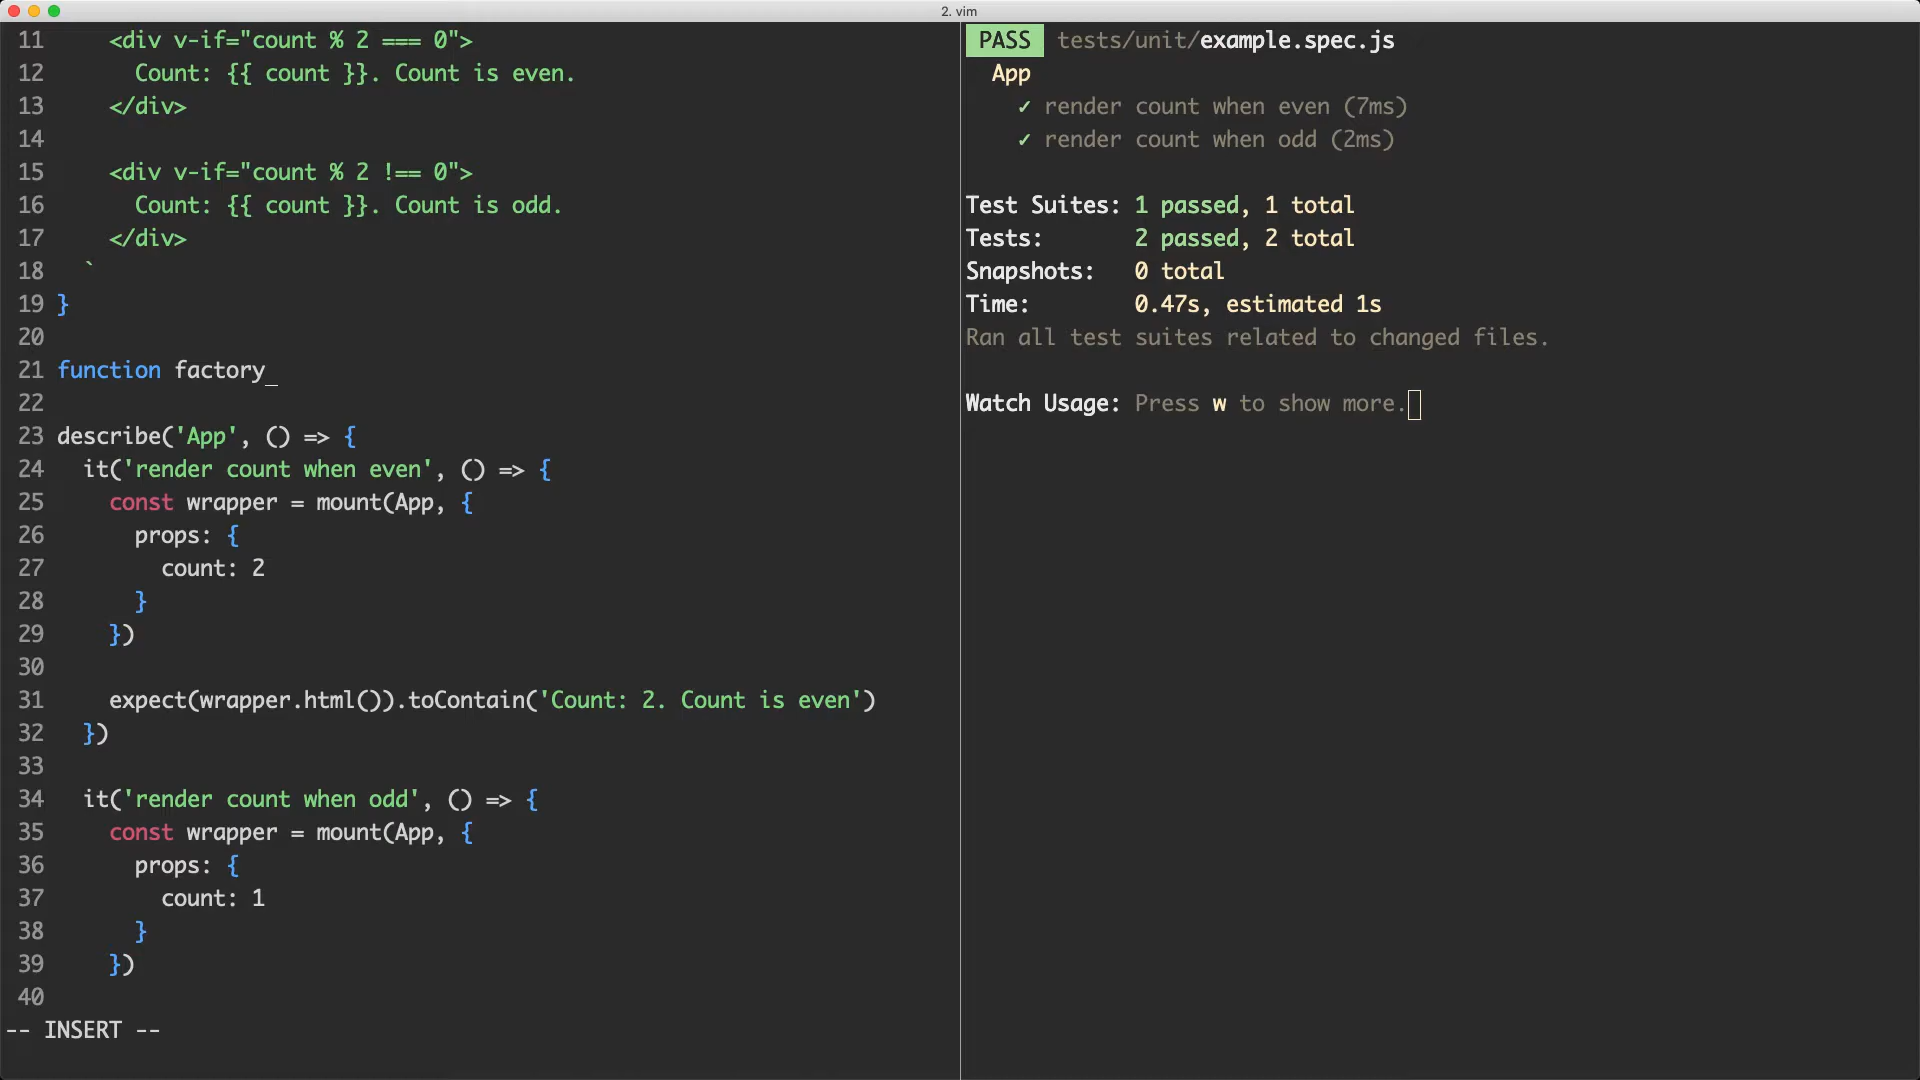 2. vim
11     <div v-if="count % 2 === 0">
12       Count: {{ count }}. Count is even.
13     </div>
14
15     <div v-if="count % 2 !== 0">
16       Count: {{ count }}. Count is odd.
17     </div>
18   `
19 }
20
21 function factory_
22
23 describe('App', () => {
24   it('render count when even', () => {
25     const wrapper = mount(App, {
26       props: {
27         count: 2
28       }
29     })
30
31     expect(wrapper.html()).toContain('Count: 2. Count is even')
32   })
33
34   it('render count when odd', () => {
35     const wrapper = mount(App, {
36       props: {
37         count: 1
38       }
39     })
40
-- INSERT --
PASS tests/unit/example.spec.js
App
✓ render count when even (7ms)
✓ render count when odd (2ms)
Test Suites: 1 passed, 1 total
Tests:       2 passed, 2 total
Snapshots:   0 total
Time:        0.47s, estimated 1s
Ran all test suites related to changed files.
Watch Usage: Press w to show more.